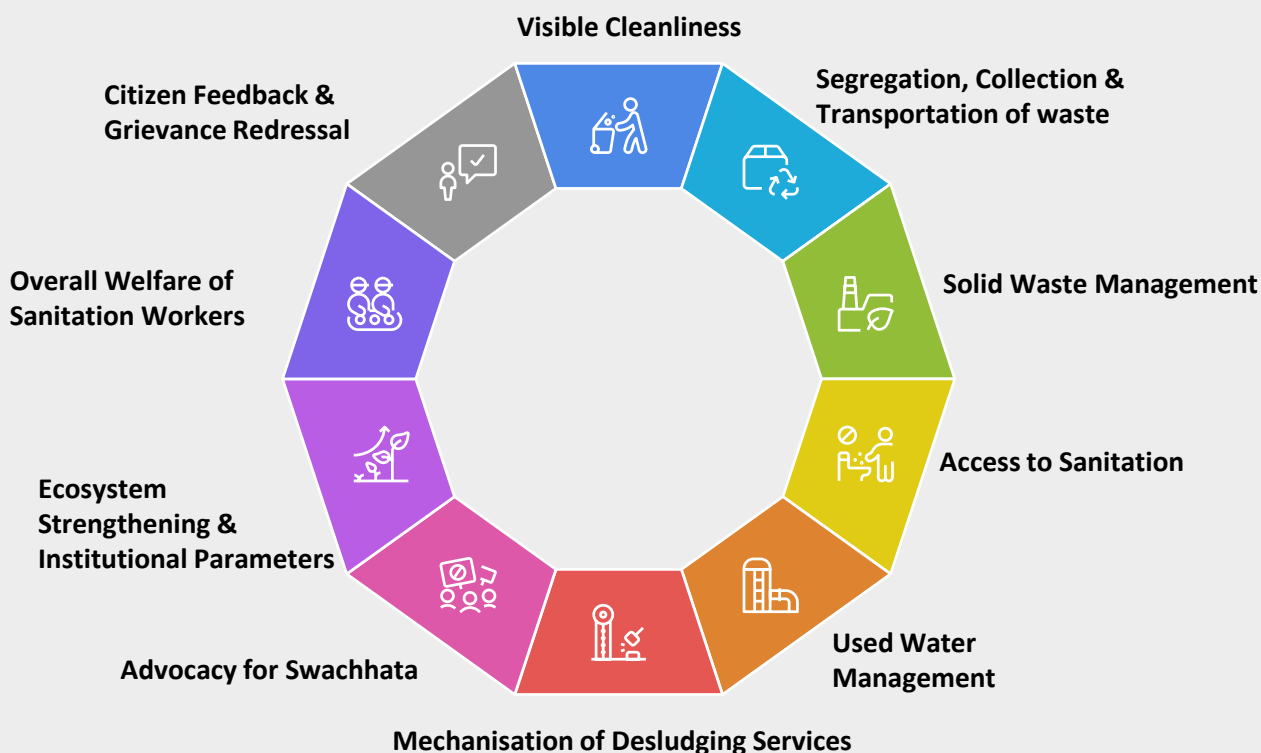 Visible Cleanliness
Segregation, Collection &
Transportation of waste
Solid Waste Management
Access to Sanitation
Used Water
Management
Mechanisation of Desludging Services
Advocacy for Swachhata
Ecosystem
Strengthening &
Institutional Parameters
Overall Welfare of
Sanitation Workers
Citizen Feedback &
Grievance Redressal